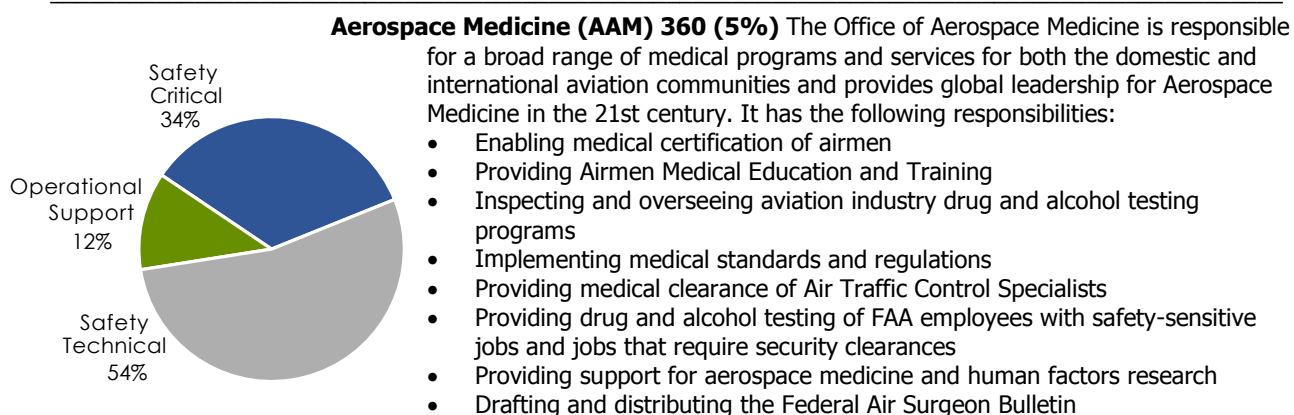 Aerospace Medicine (AAM) 360 (5%) The Office of Aerospace Medicine is responsible
for a broad range of medical programs and services for both the domestic and
international aviation communities and provides global leadership for Aerospace
Medicine in the 21st century. It has the following responsibilities:
• Enabling medical certification of airmen
• Providing Airmen Medical Education and Training
• Inspecting and overseeing aviation industry drug and alcohol testing
programs
• Implementing medical standards and regulations
• Providing medical clearance of Air Traffic Control Specialists
• Providing drug and alcohol testing of FAA employees with safety-sensitive
jobs and jobs that require security clearances
• Providing support for aerospace medicine and human factors research
• Drafting and distributing the Federal Air Surgeon Bulletin
Safety
Critical
34%
Operational
Support
12%
Safety
Technical
54%